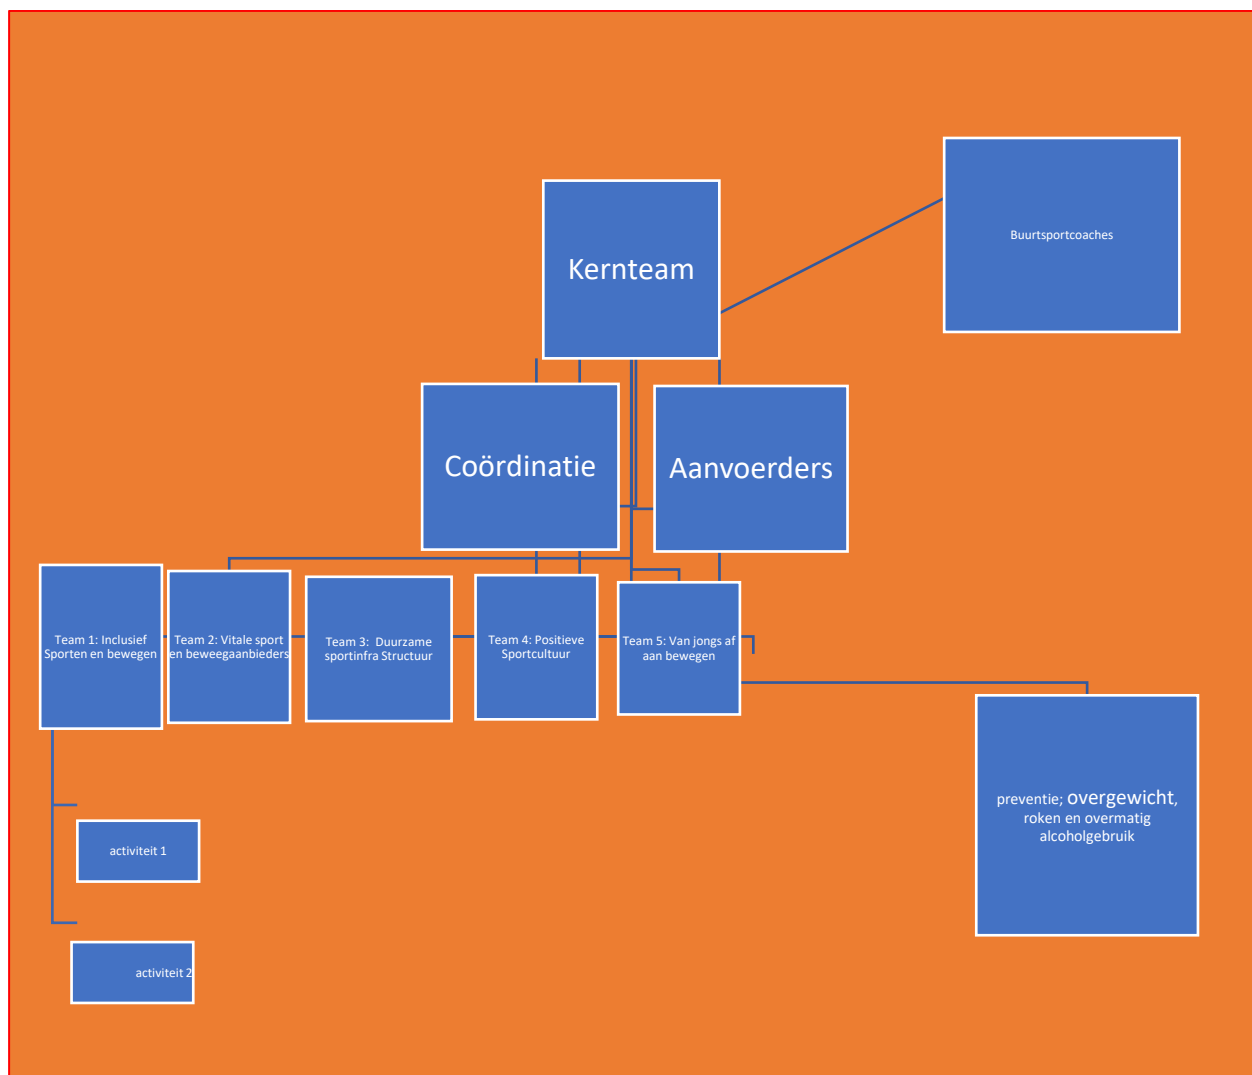 Buurtsportcoaches
Kernteam
Coördinatie
Aanvoerders
Team 1: Inclusief
Sporten en bewegen
Team 2: Vitale sport
en beweegaanbieders
Team 3:  Duurzame
sportinfra Structuur
Team 4: Positieve
Sportcultuur
Team 5: Van jongs af
aan bewegen
preventie; overgewicht,
roken en overmatig
alcoholgebruik
activiteit 1
activiteit 2